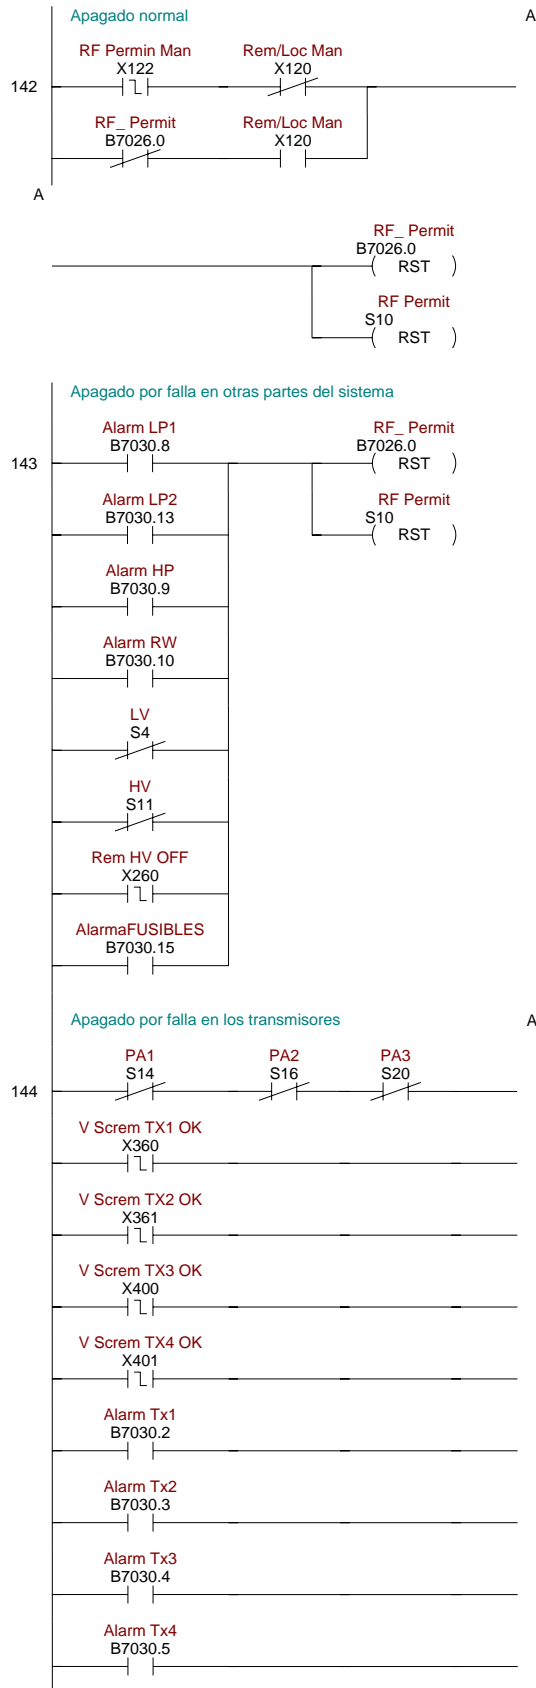 Apagado normal
A
RF Permin Man
Rem/Loc Man
X122
X120
142
RF_ Permit
Rem/Loc Man
B7026.0
X120
A
RF_ Permit
B7026.0
RST
RF Permit
S10
RST
Apagado por falla en otras partes del sistema
Alarm LP1
RF_ Permit
B7030.8
B7026.0
143
RST
Alarm LP2
RF Permit
B7030.13
S10
RST
Alarm HP
B7030.9
Alarm RW
B7030.10
LV
S4
HV
S11
Rem HV OFF
X260
AlarmaFUSIBLES
B7030.15
Apagado por falla en los transmisores
A
PA1
PA2
PA3
S14
S16
S20
144
V Screm TX1 OK
X360
V Screm TX2 OK
X361
V Screm TX3 OK
X400
V Screm TX4 OK
X401
Alarm Tx1
B7030.2
Alarm Tx2
B7030.3
Alarm Tx3
B7030.4
Alarm Tx4
B7030.5